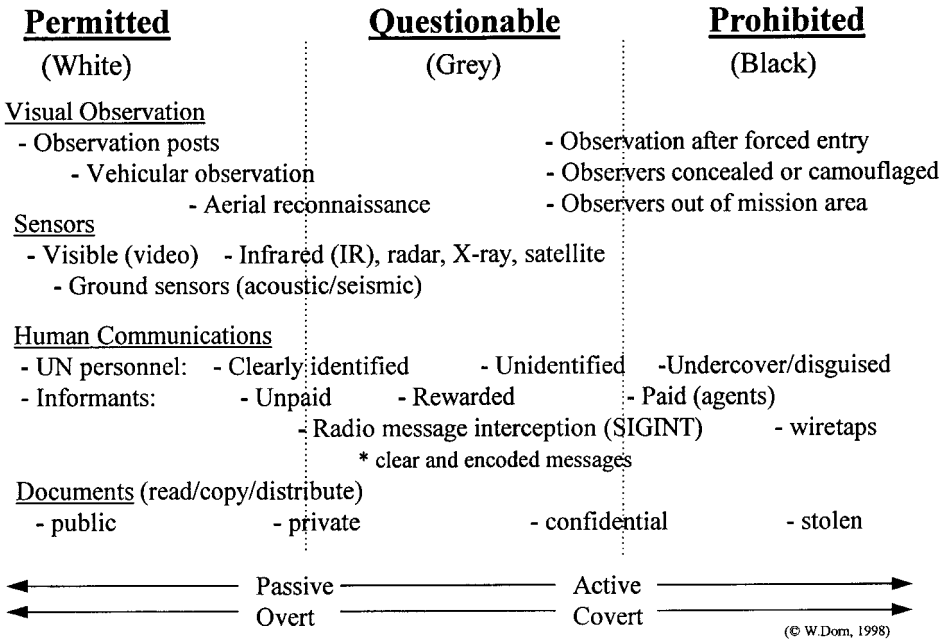 Permitted Questionable Prohibited
(White) (Grey) (Black)
Visual Observation
- Observation posts - Observation after forced entry
- Vehicular observation - Observers concealed or camouflaged
- Aerial reconnaissance - Observers out of mission area
Sensors
- Visible (video) - Infrared (IR), radar, X-ray, satellite
- Ground sensors (acoustic/seismic)
Human Communications
- UN personnel: - Clearly identified - Unidentified -Undercover/disguised
- Informants: - Unpaid - Rewarded - Paid (agents)
- Radio message interception (SIGINT) - wiretaps
* clear and encoded messages
Documents (read/copy/distribute)
- public - private - confidential - stolen
Passive Active
Overt Covert
(© W.Dorn, 1998)